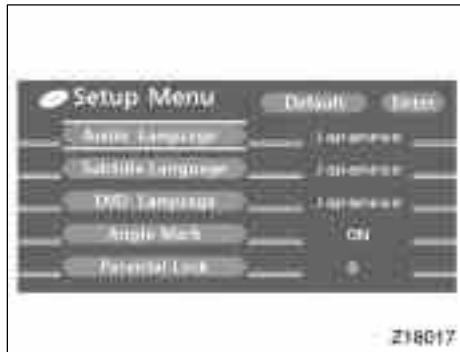 Setup Menu Default Enter
Audio Language Japanese
Subtitle Language Japanese
DVD Language Japanese
Angle Mark ON
Parental Lock
Z18017